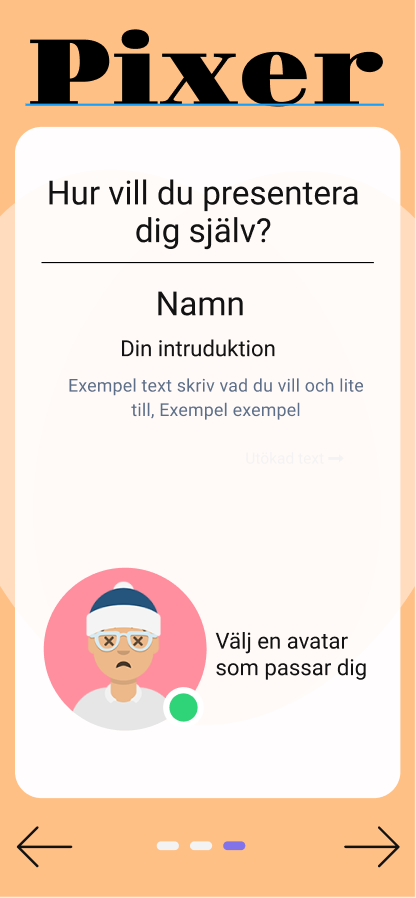 Pixer
Hur vill du presentera
dig själv?
Namn
Din intruduktion
Exempel text skriv vad du vill och lite
till, Exempel exempel
Utökad text
Välj en avatar
som passar dig